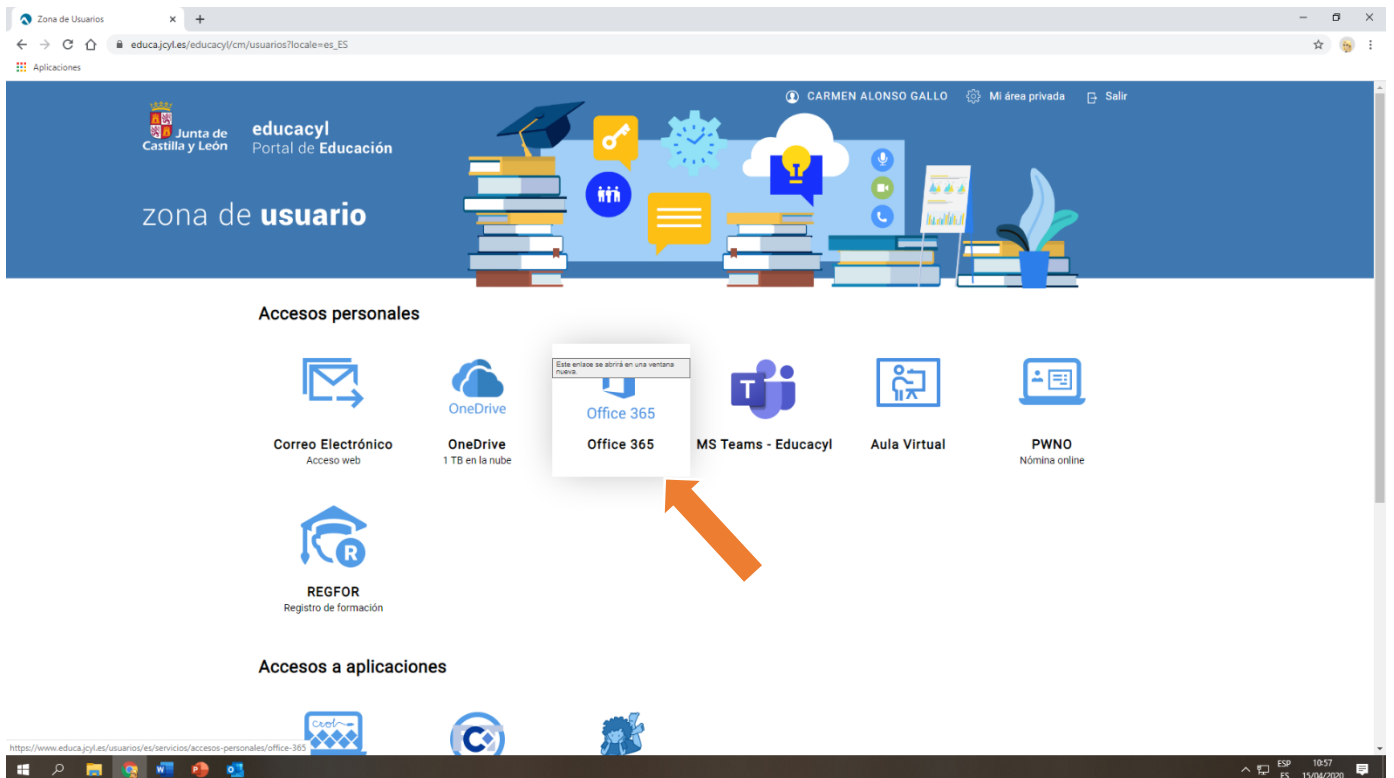 Zona de Usuarios
educa.jcyl.es/educacyl/cm/usuarios?locale=es_ES
Aplicaciones
CARMEN ALONSO GALLO Mi área privada Salir
Junta de
Castilla y León
educacyl
Portal de Educación
zona de usuario
Accesos personales
Este enlace se abrirá en una ventana
nueva.
OneDrive
Office 365
T
Correo Electrónico
Acceso web
OneDrive
1 TB en la nube
Office 365
MS Teams - Educacyl
Aula Virtual
PWNO
Nómina online
R
REGFOR
Registro de formación
Accesos a aplicaciones
Crol
C
https://www.educa.jcyl.es/usuarios/es/servicios/accesos-personales/office-365
ESP
ES
10:57
15/04/2020